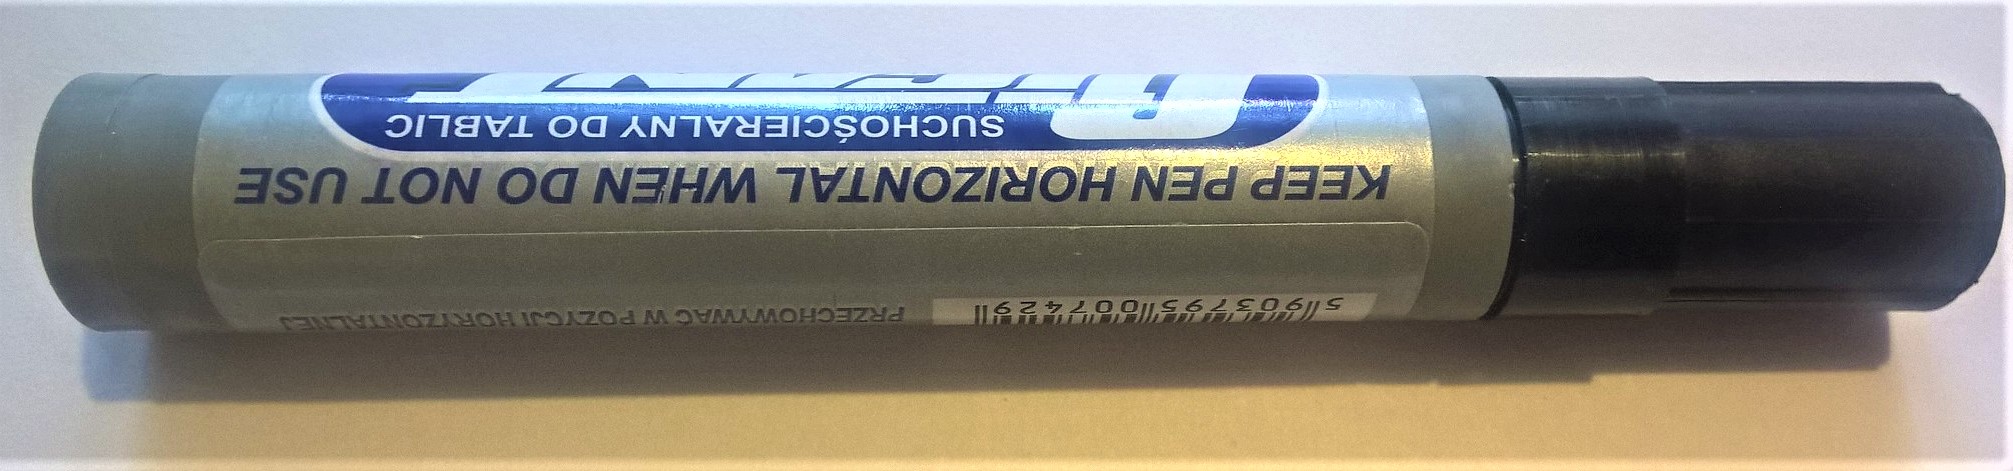 5 903795 007429 PRZECHOWYWAĆ W POZYCJI HORYZONTALNEJ
KEEP PEN HORIZONTAL WHEN DO NOT USE
SUCHOŚCIERALNY DO TABLIC